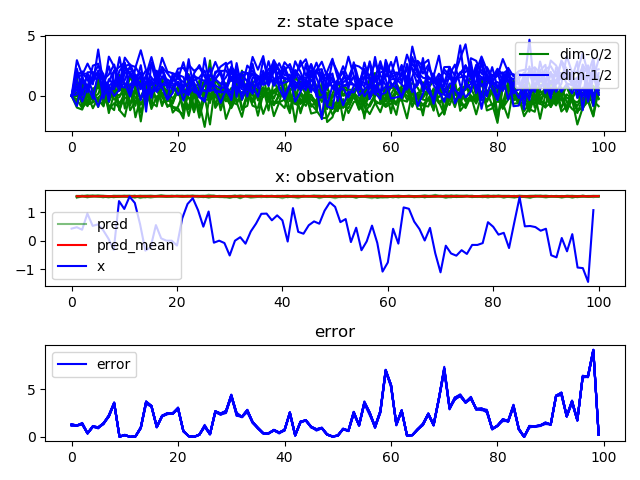 z: state space
5
0
dim-0/2
dim-1/2
0 20 40 60 80 100
x: observation
1
0
−1
pred
pred_mean
x
0 20 40 60 80 100
error
5
0
error
0 20 40 60 80 100